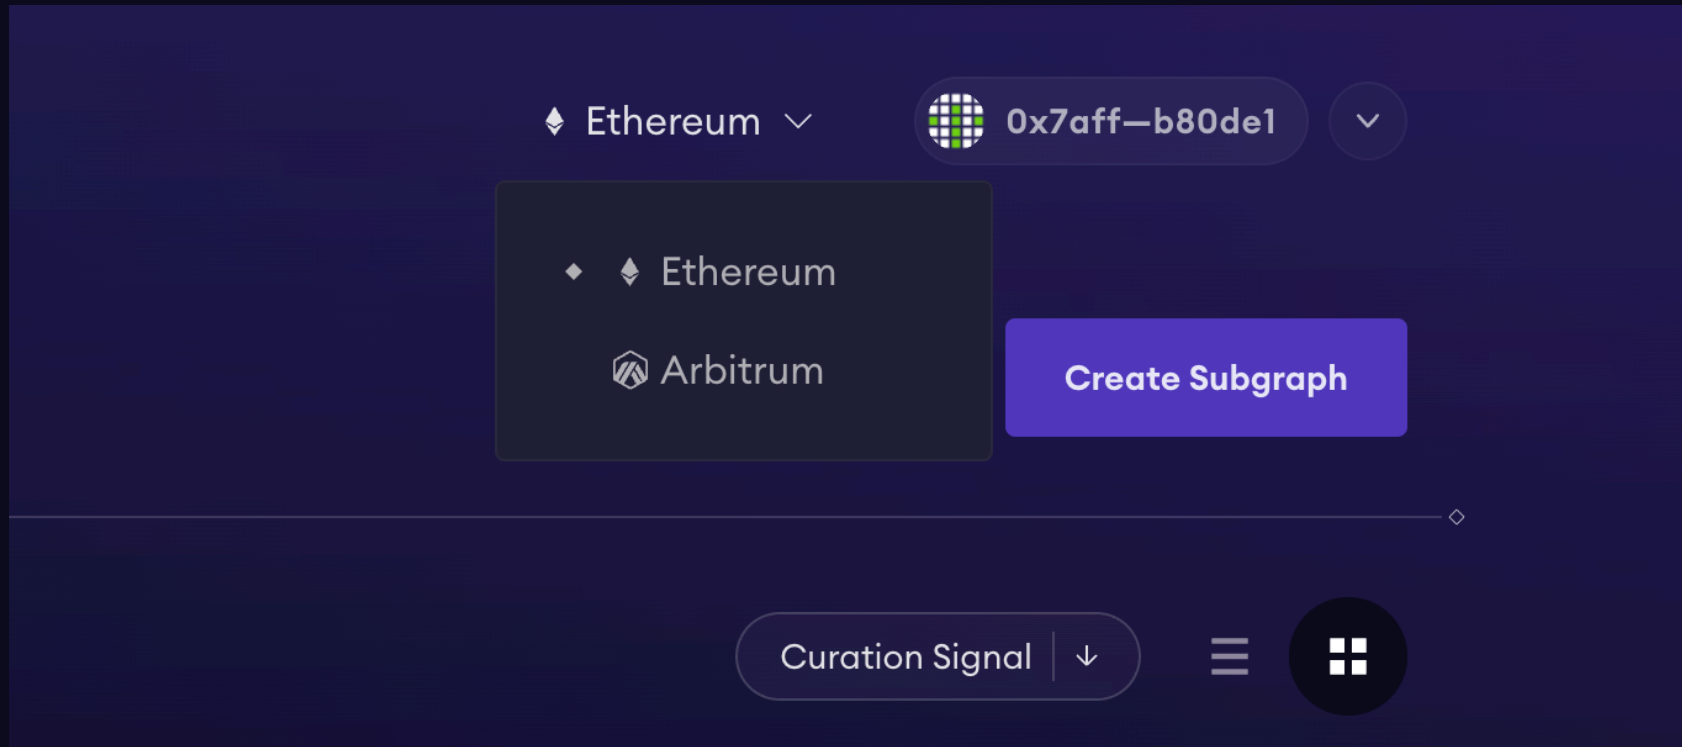 Ethereum
0x7aff—b80de1
Ethereum
Arbitrum
Create Subgraph
Curation Signal